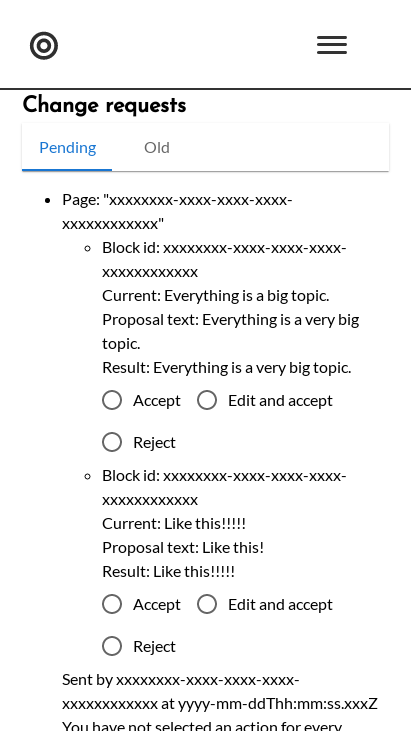 Change requests
Pending
Old
Page: "xxxxxxxx-xxxx-xxxx-xxxx-
xxxxxxxxxxxx"
Block id: xxxxxxxx-xxxx-xxxx-xxxx-
xxxxxxxxxxxx
Current: Everything is a big topic.
Proposal text: Everything is a very big
topic.
Result: Everything is a very big topic.
Accept Edit and accept
Reject
Block id: xxxxxxxx-xxxx-xxxx-xxxx-
xxxxxxxxxxxx
Current: Like this!!!!!
Proposal text: Like this!
Result: Like this!!!!!
Accept Edit and accept
Reject
Sent by xxxxxxxx-xxxx-xxxx-xxxx-
xxxxxxxxxxxx at yyyy-mm-ddThh:mm:ss.xxxZ
You have not selected an action for every